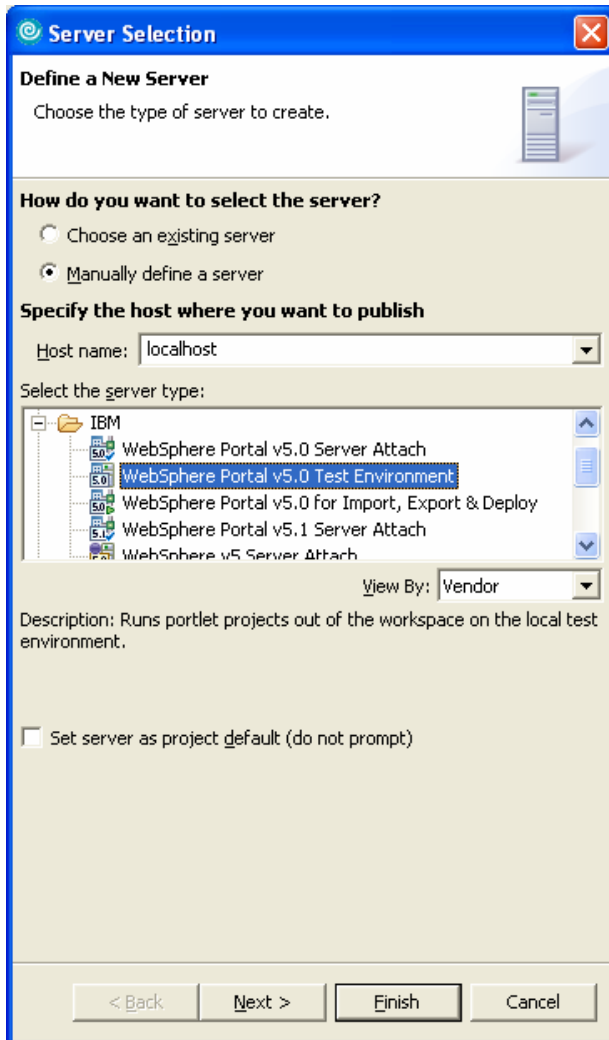 Server Selection
Define a New Server
Choose the type of server to create.
How do you want to select the server?
Choose an existing server
Manually define a server
Specify the host where you want to publish
Host name: localhost
Select the server type:
IBM
WebSphere Portal v5.0 Server Attach
WebSphere Portal v5.0 Test Environment
WebSphere Portal v5.0 for Import, Export & Deploy
WebSphere Portal v5.1 Server Attach
WebSphere v5 Server Attach
View By: Vendor
Description: Runs portlet projects out of the workspace on the local test
environment.
Set server as project default (do not prompt)
< Back Next > Finish Cancel